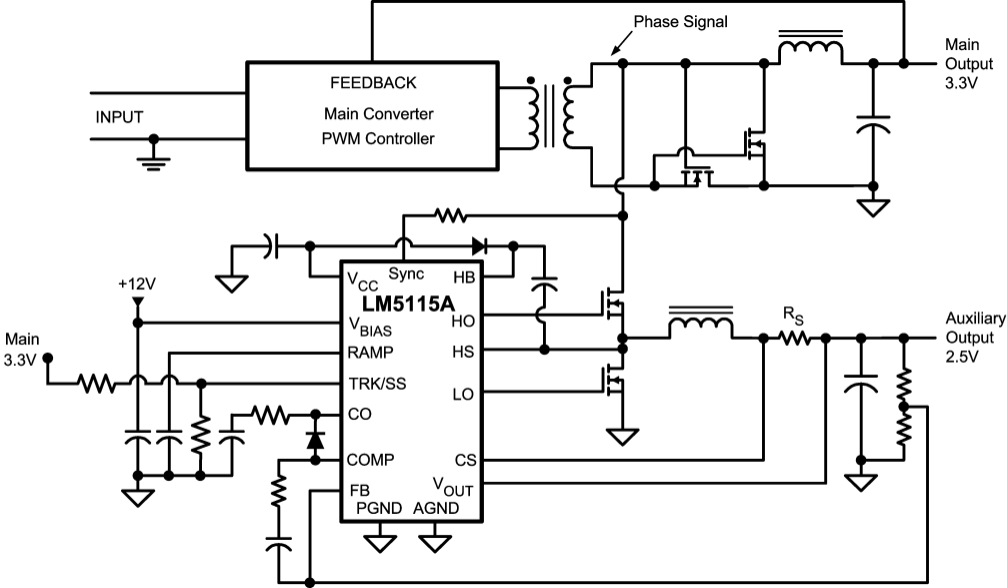 Phase Signal
Main
Output
3.3V
FEEDBACK
Main Converter
PWM Controller
INPUT
Sync
VCC
HB
LM5115A
+12V
VBIAS
HO
RS
Auxiliary
Output
2.5V
Main
3.3V
RAMP
HS
TRK/SS
LO
CO
COMP
CS
VOUT
FB
PGND AGND